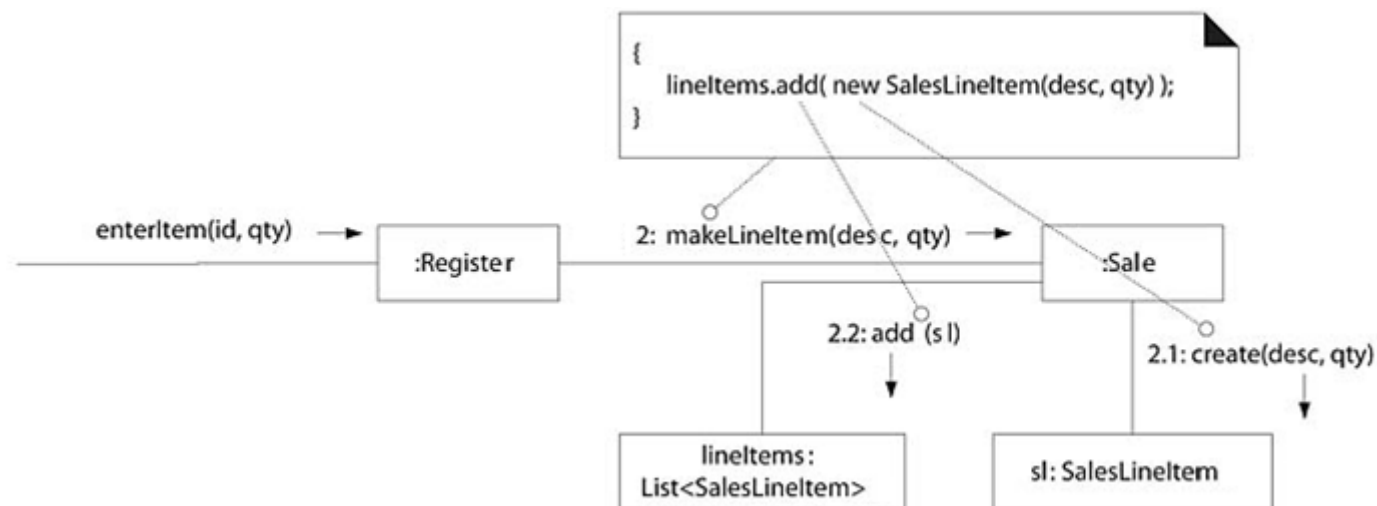 {
lineItems.add( new SalesLineItem(desc, qty) );
}
enterItem(id, qty)
2: makeLineItem(desc, qty)
:Register
:Sale
2.2: add (sl)
2.1: create(desc, qty)
lineItems :
List<SalesLineItem>
sl: SalesLineItem